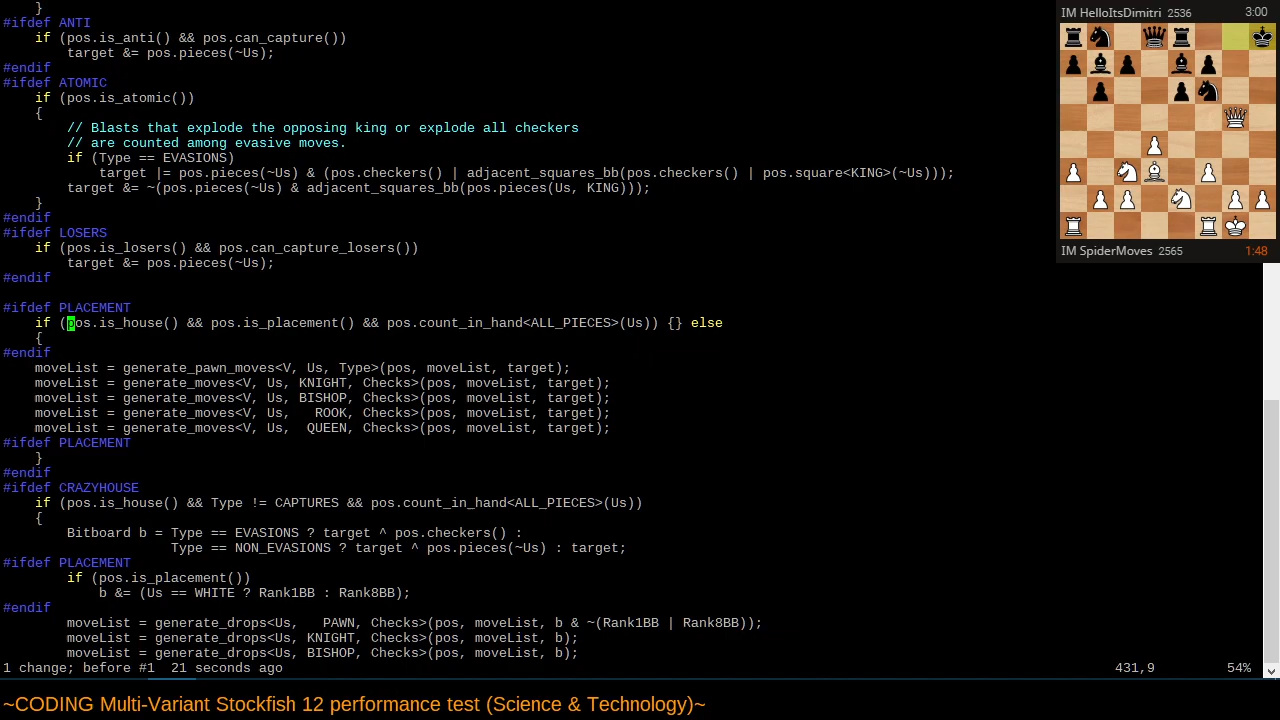 }
#ifdef ANTI
    if (pos.is_anti() && pos.can_capture())
        target &= pos.pieces(~Us);
#endif
#ifdef ATOMIC
    if (pos.is_atomic())
    {
        // Blasts that explode the opposing king or explode all checkers
        // are counted among evasive moves.
        if (Type == EVASIONS)
            target |= pos.pieces(~Us) & (pos.checkers() | adjacent_squares_bb(pos.checkers() | pos.square<KING>(~Us)));
        target &= ~(pos.pieces(~Us) & adjacent_squares_bb(pos.pieces(Us, KING)));
    }
#endif
#ifdef LOSERS
    if (pos.is_losers() && pos.can_capture_losers())
        target &= pos.pieces(~Us);
#endif

#ifdef PLACEMENT
    if (pos.is_house() && pos.is_placement() && pos.count_in_hand<ALL_PIECES>(Us)) {} else
    {
#endif
    moveList = generate_pawn_moves<V, Us, Type>(pos, moveList, target);
    moveList = generate_moves<V, Us, KNIGHT, Checks>(pos, moveList, target);
    moveList = generate_moves<V, Us, BISHOP, Checks>(pos, moveList, target);
    moveList = generate_moves<V, Us,   ROOK, Checks>(pos, moveList, target);
    moveList = generate_moves<V, Us,  QUEEN, Checks>(pos, moveList, target);
#ifdef PLACEMENT
    }
#endif
#ifdef CRAZYHOUSE
    if (pos.is_house() && Type != CAPTURES && pos.count_in_hand<ALL_PIECES>(Us))
    {
        Bitboard b = Type == EVASIONS ? target ^ pos.checkers() :
                     Type == NON_EVASIONS ? target ^ pos.pieces(~Us) : target;
#ifdef PLACEMENT
        if (pos.is_placement())
            b &= (Us == WHITE ? Rank1BB : Rank8BB);
#endif
        moveList = generate_drops<Us,   PAWN, Checks>(pos, moveList, b & ~(Rank1BB | Rank8BB));
        moveList = generate_drops<Us, KNIGHT, Checks>(pos, moveList, b);
        moveList = generate_drops<Us, BISHOP, Checks>(pos, moveList, b);
1 change; before #1  21 seconds ago 431,9 54%
IM HelloItsDimitri 2536 3:00
IM SpiderMoves 2565 1:48
~CODING Multi-Variant Stockfish 12 performance test (Science & Technology)~